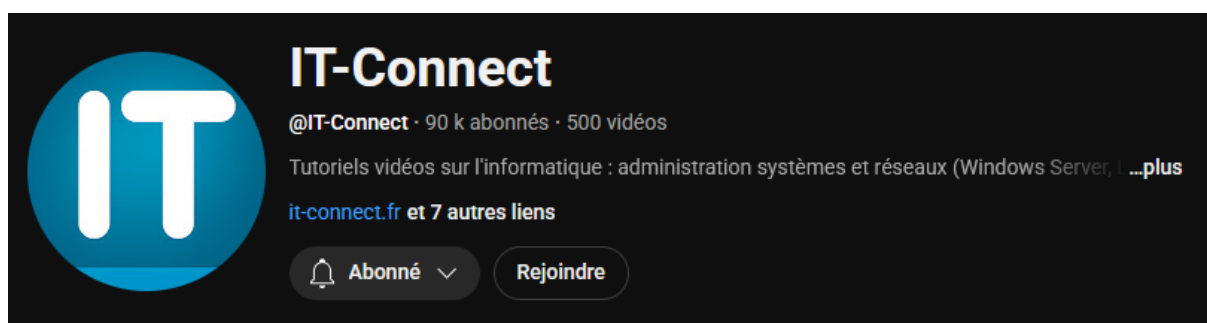 IT
IT-Connect
@IT-Connect · 90 k abonnés · 500 vidéos
Tutoriels vidéos sur l'informatique : administration systèmes et réseaux (Windows Server, ...plus
it-connect.fr et 7 autres liens
Abonné
Rejoindre